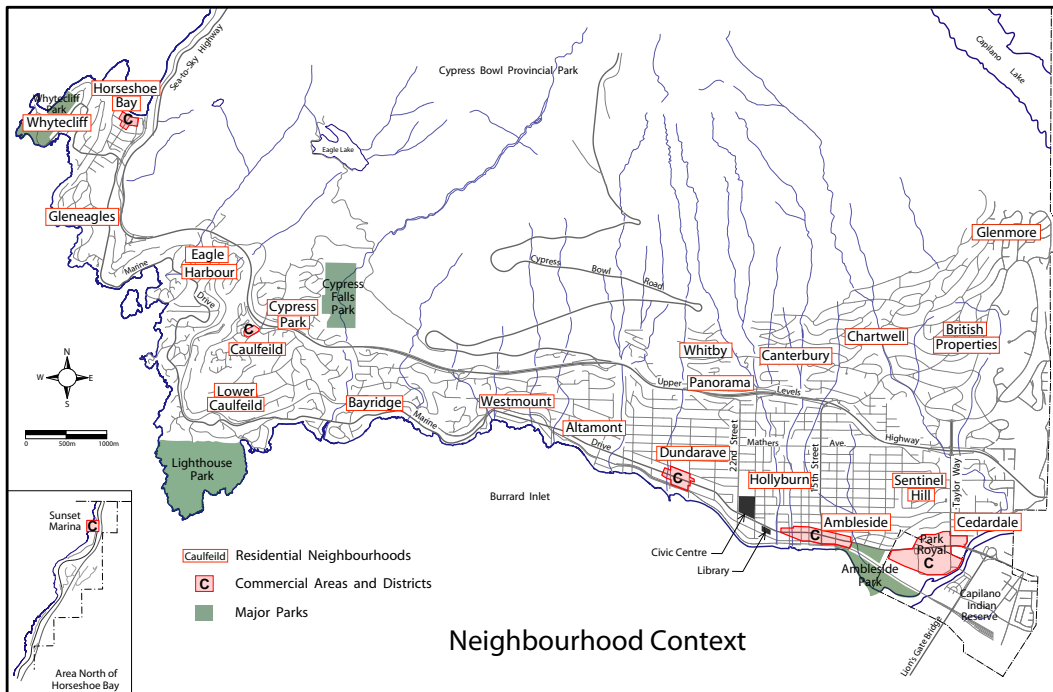 Sea-to-Sky Highway
Capilano
Lake
Cypress Bowl Provincial Park
Horseshoe
Bay
Whytecliff
Park
Whytecliff
C
Eagle Lake
Gleneagles
Glenmore
Marine
Drive
Eagle
Harbour
Cypress
Falls
Park
Cypress Bowl Road
Cypress
Park
C
Caulfeild
Chartwell
British
Properties
Whitby
Canterbury
N
W E
S
Upper
Levels
Highway
Panorama
Lower
Caulfeild
Bayridge
Marine
Drive
Westmount
Altamont
0 500m 1000m
22nd Street
Mathers Ave.
15th Street
Taylor Way
Dundarave
C
Lighthouse
Park
Hollyburn
Sentinel
Hill
Burrard Inlet
Sunset
Marina
C
Ambleside
C
Cedardale
Park
Royal
C
Civic Centre
Library
Ambleside
Park
Capilano
Indian
Reserve
Lion's Gate Bridge
Caulfeild Residential Neighbourhoods
C Commercial Areas and Districts
Major Parks
Neighbourhood Context
Area North of
Horseshoe Bay